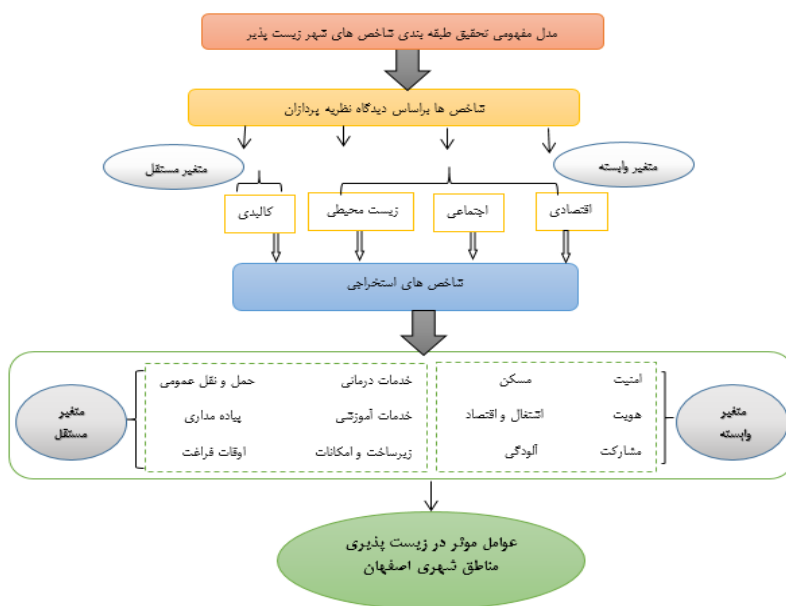 مدل مفهومی تحقیق طبقه بندی شاخص های شهر زیست پذیر
شاخص ها براساس دیدگاه نظریه پردازان
متغیر وابسته
متغیر مستقل
اقتصادی
اجتماعی
زیست محیطی
کالبدی
شاخص های استخراجی
متغیر
وابسته
امنیت
مسکن
هویت
اشتغال و اقتصاد
مشارکت
آلودگی
خدمات درمانی
حمل و نقل عمومی
خدمات آموزشی
پیاده مداری
زیرساخت و امکانات
اوقات فراغت
متغیر
مستقل
عوامل موثر در زیست پذیری
مناطق شهری اصفهان